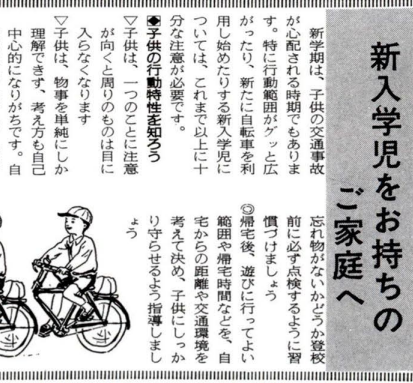 新入学児をお持ちの
ご家庭へ
新学期は、子供の交通事故
が心配される時期でもありま
す。特に行動範囲がグッと広
がったり、新たに自転車を利
用し始めたりする新入学児に
ついては、これまで以上に十
分な注意が必要です。
◆子供の行動特性を知ろう
▽子供は、一つのことに注意
が向くと周りのものは目に
入らなくなります
▽子供は、物事を単純にしか
理解できず、考え方も自己
中心的になりがちです。自
忘れ物がないかどうか登校
前に必ず点検するように習
慣づけましょう
◎帰宅後、遊びに行ってよい
範囲や帰宅時間などを、自
宅からの距離や交通環境を
考えて決め、子供にしっか
り守らせるよう指導しまし
ょう